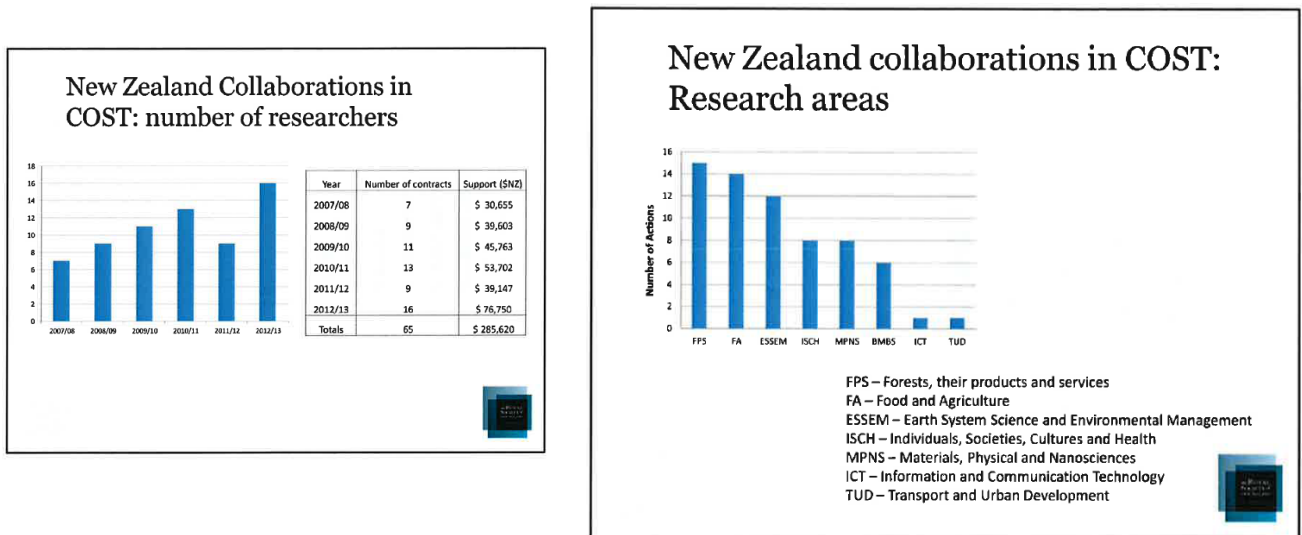 New Zealand Collaborations in
COST: number of researchers
18
16
14
12
10
8
6
4
2
0
2007/08 2008/09 2009/10 2010/11 2011/12 2012/13
Year Number of contracts Support ($NZ)
2007/08 7 $ 30,655
2008/09 9 $ 39,603
2009/10 11 $ 45,763
2010/11 13 $ 53,702
2011/12 9 $ 39,147
2012/13 16 $ 76,750
Totals 65 $ 285,620
New Zealand collaborations in COST:
Research areas
Number of Actions
16
14
12
10
8
6
4
2
0
FPS FA ESSEM ISCH MPNS BMBS ICT TUD
FPS – Forests, their products and services
FA – Food and Agriculture
ESSEM – Earth System Science and Environmental Management
ISCH – Individuals, Societies, Cultures and Health
MPNS – Materials, Physical and Nanosciences
ICT – Information and Communication Technology
TUD – Transport and Urban Development